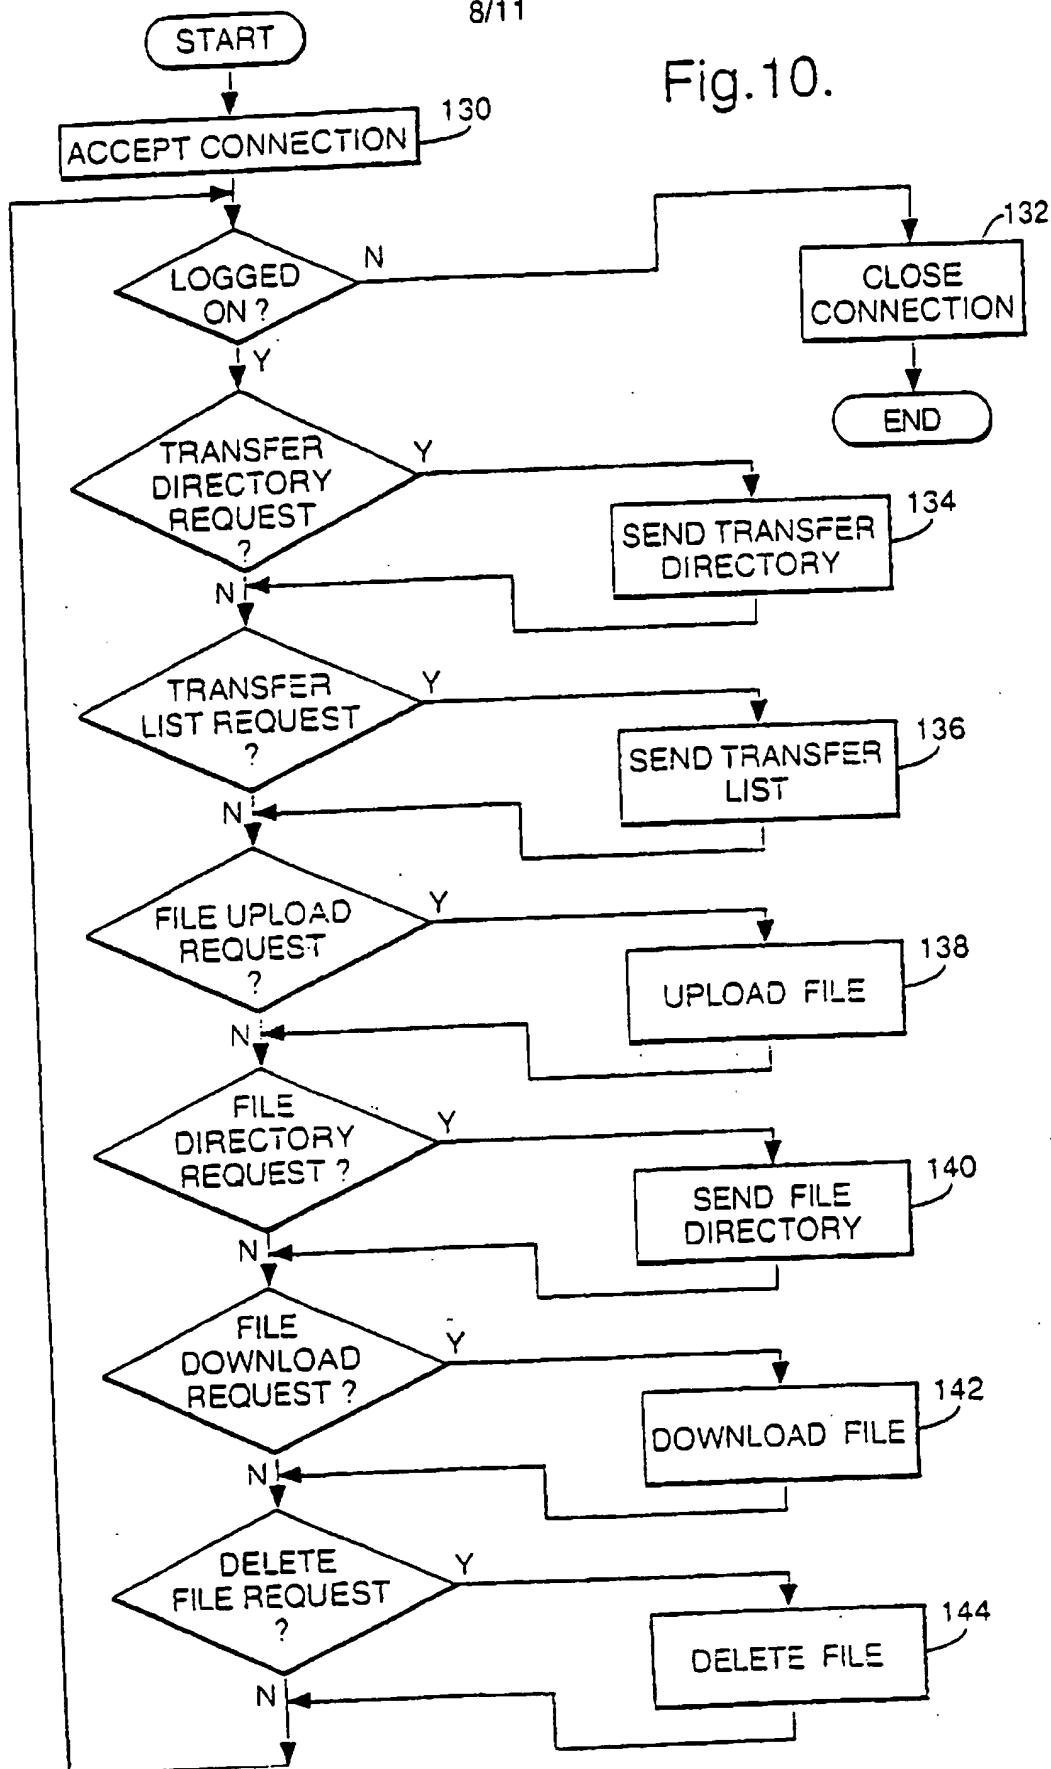 8/11
START
Fig.10.
ACCEPT CONNECTION
130
LOGGED
ON ?
N
Y
132
CLOSE
CONNECTION
END
TRANSFER
DIRECTORY
REQUEST
?
Y
N
134
SEND TRANSFER
DIRECTORY
TRANSFER
LIST REQUEST
?
Y
N
136
SEND TRANSFER
LIST
FILE UPLOAD
REQUEST
?
Y
N
138
UPLOAD FILE
FILE
DIRECTORY
REQUEST ?
Y
N
140
SEND FILE
DIRECTORY
FILE
DOWNLOAD
REQUEST ?
Y
N
142
DOWNLOAD FILE
DELETE
FILE REQUEST
?
Y
N
144
DELETE FILE